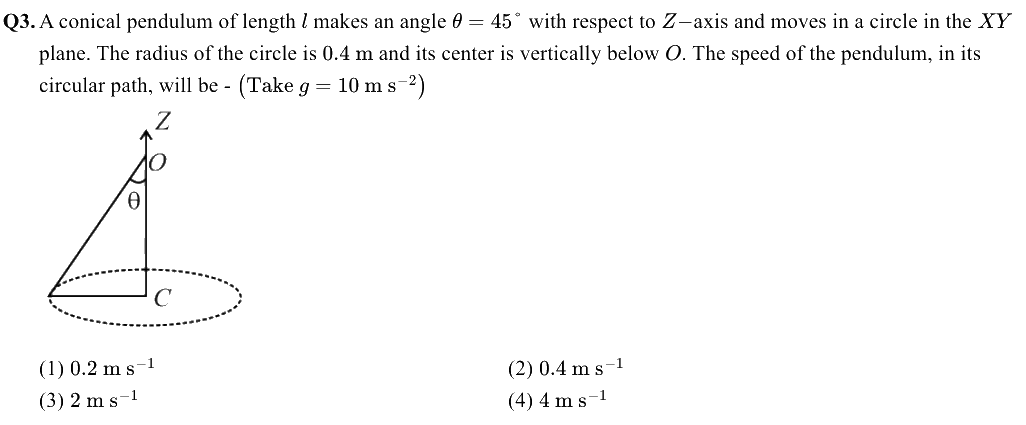 Q3. A conical pendulum of length l makes an angle θ = 45° with respect to Z−axis and moves in a circle in the XY
plane. The radius of the circle is 0.4 m and its center is vertically below O. The speed of the pendulum, in its
circular path, will be - (Take g = 10 m s⁻²)
Z
O
θ
C
(1) 0.2 m s⁻¹
(2) 0.4 m s⁻¹
(3) 2 m s⁻¹
(4) 4 m s⁻¹